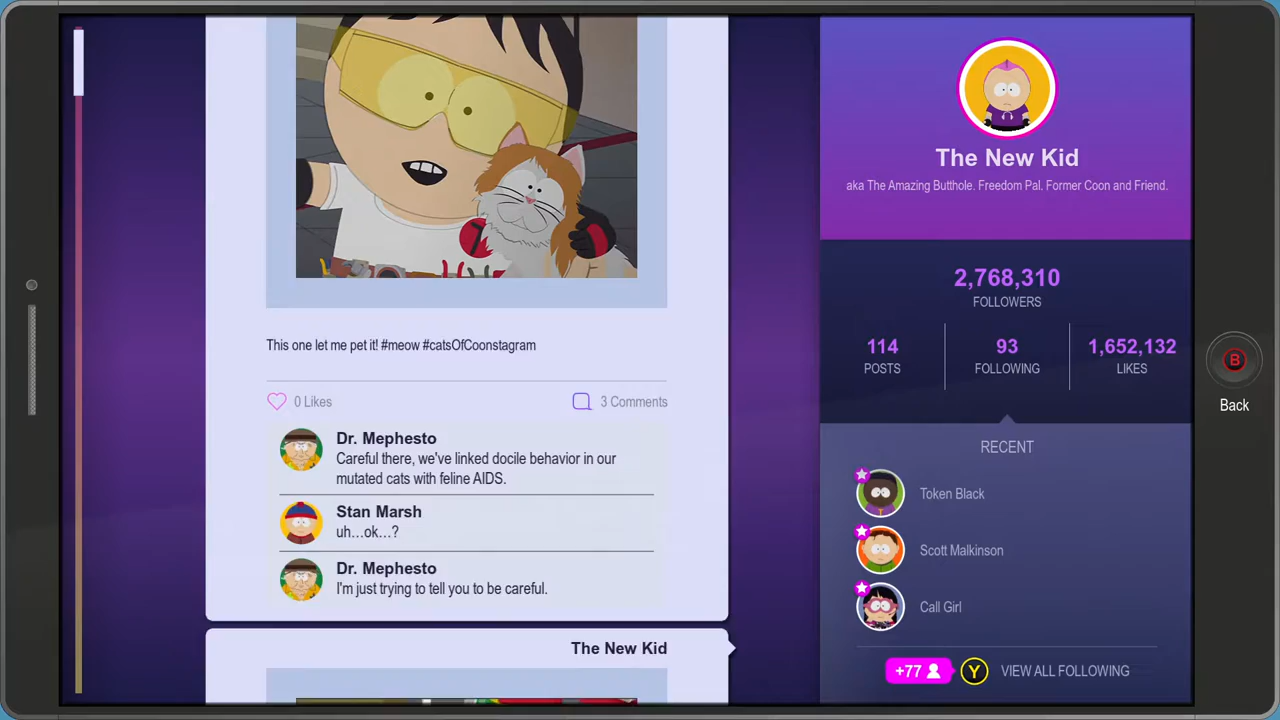 This one let me pet it! #meow #catsOfCoonstagram
0 Likes
3 Comments
Dr. Mephesto
Careful there, we've linked docile behavior in our
mutated cats with feline AIDS.
Stan Marsh
uh...ok...?
Dr. Mephesto
I'm just trying to tell you to be careful.
The New Kid
The New Kid
aka The Amazing Butthole. Freedom Pal. Former Coon and Friend.
2,768,310
FOLLOWERS
114
POSTS
93
FOLLOWING
1,652,132
LIKES
RECENT
Token Black
Scott Malkinson
Call Girl
+77
Y
VIEW ALL FOLLOWING
B
Back